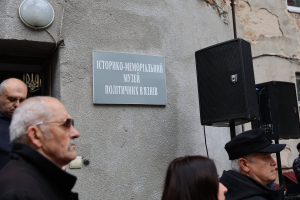 ІСТОРИКО-МЕМОРІАЛЬНИЙ
МУЗЕЙ
ПОЛІТИЧНИХ В'ЯЗНІВ